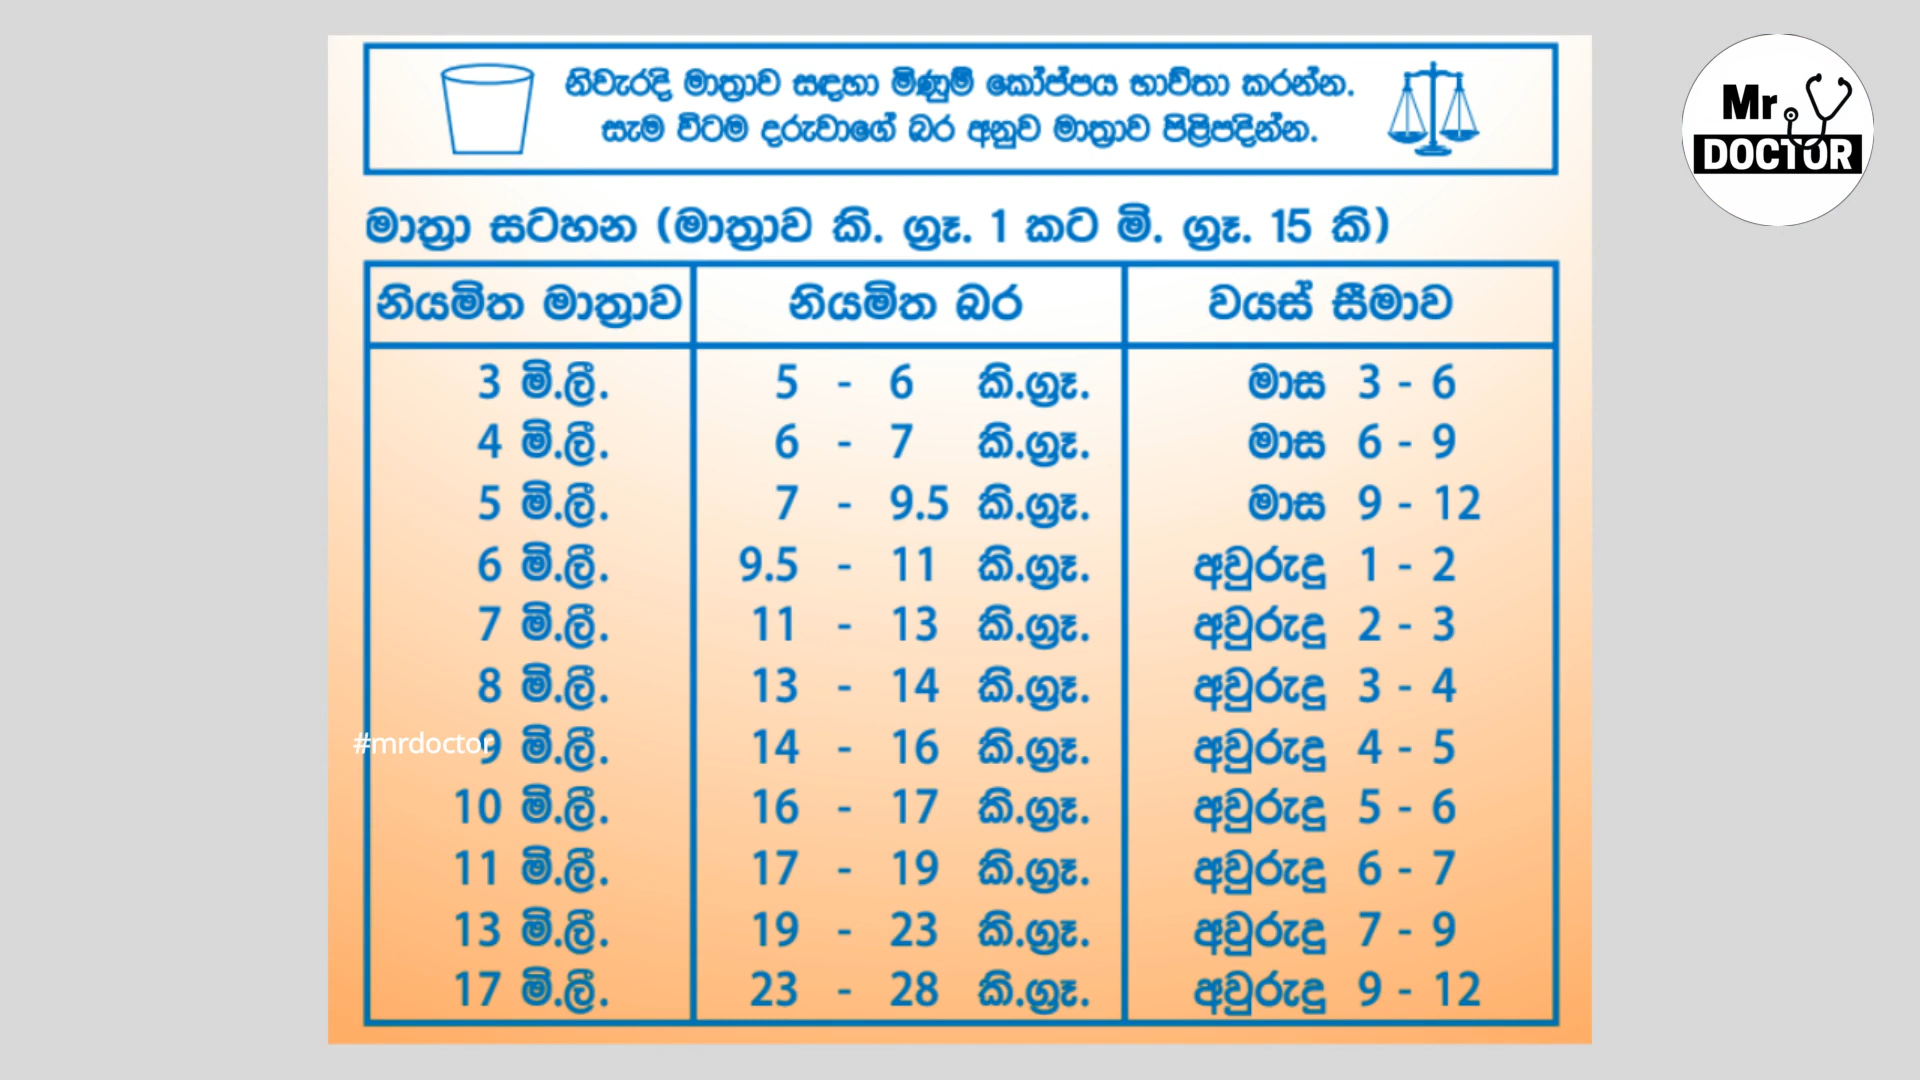 නිවැරදි මාත්‍රාව සඳහා මිණුම් කෝප්පය භාවිතා කරන්න.
සැම විටම දරුවාගේ බර අනුව මාත්‍රාව පිළිපදින්න.
Mr.
DOCTOR
මාත්‍රා සටහන (මාත්‍රාව කි. ග්‍රෑ. 1 කට මි. ග්‍රෑ. 15 කි)
නියමිත මාත්‍රාව නියමිත බර වයස් සීමාව
3 මි.ලී. 5 - 6 කි.ග්‍රෑ. මාස 3 - 6
4 මි.ලී. 6 - 7 කි.ග්‍රෑ. මාස 6 - 9
5 මි.ලී. 7 - 9.5 කි.ග්‍රෑ. මාස 9 - 12
6 මි.ලී. 9.5 - 11 කි.ග්‍රෑ. අවුරුදු 1 - 2
7 මි.ලී. 11 - 13 කි.ග්‍රෑ. අවුරුදු 2 - 3
8 මි.ලී. 13 - 14 කි.ග්‍රෑ. අවුරුදු 3 - 4
#mrdoctor
9 මි.ලී. 14 - 16 කි.ග්‍රෑ. අවුරුදු 4 - 5
10 මි.ලී. 16 - 17 කි.ග්‍රෑ. අවුරුදු 5 - 6
11 මි.ලී. 17 - 19 කි.ග්‍රෑ. අවුරුදු 6 - 7
13 මි.ලී. 19 - 23 කි.ග්‍රෑ. අවුරුදු 7 - 9
17 මි.ලී. 23 - 28 කි.ග්‍රෑ. අවුරුදු 9 - 12